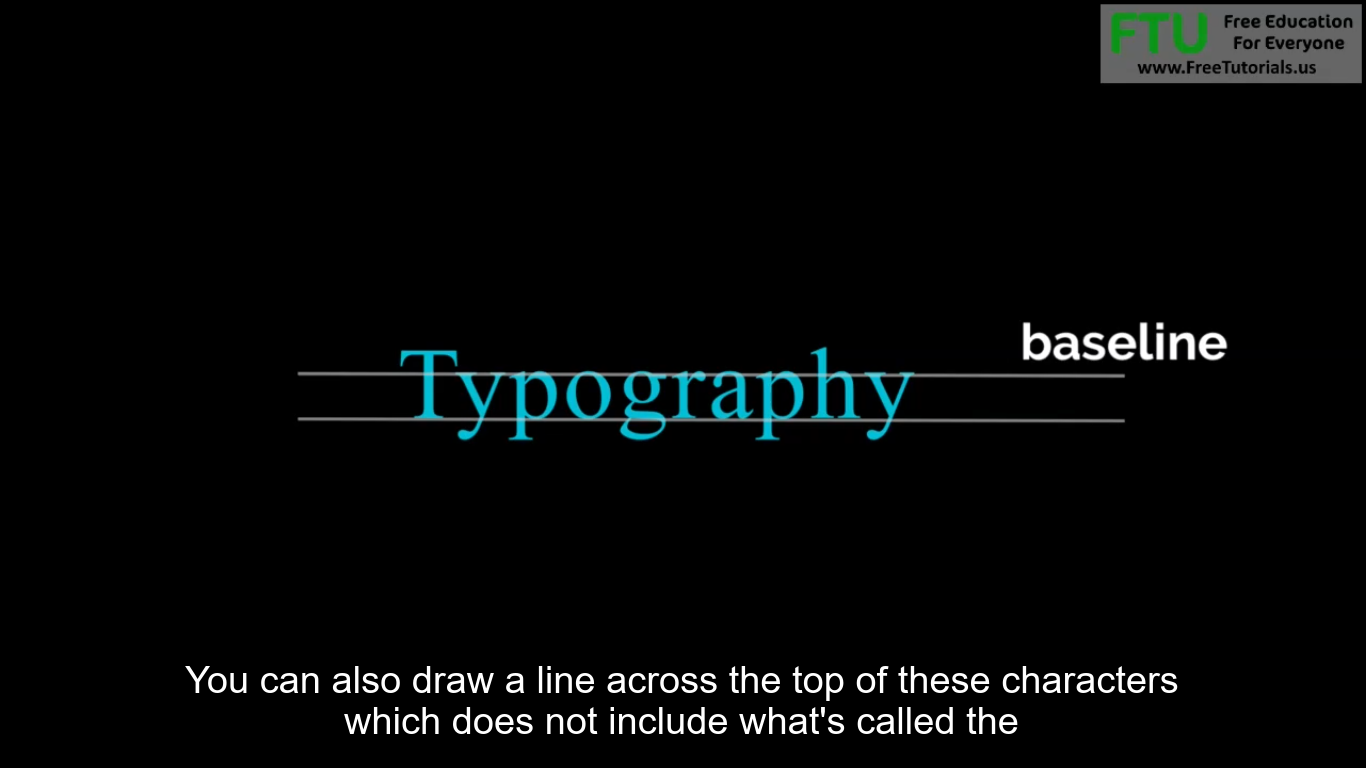 FTU
Free Education
For Everyone
www.FreeTutorials.us
baseline
Typography
You can also draw a line across the top of these characters
which does not include what's called the